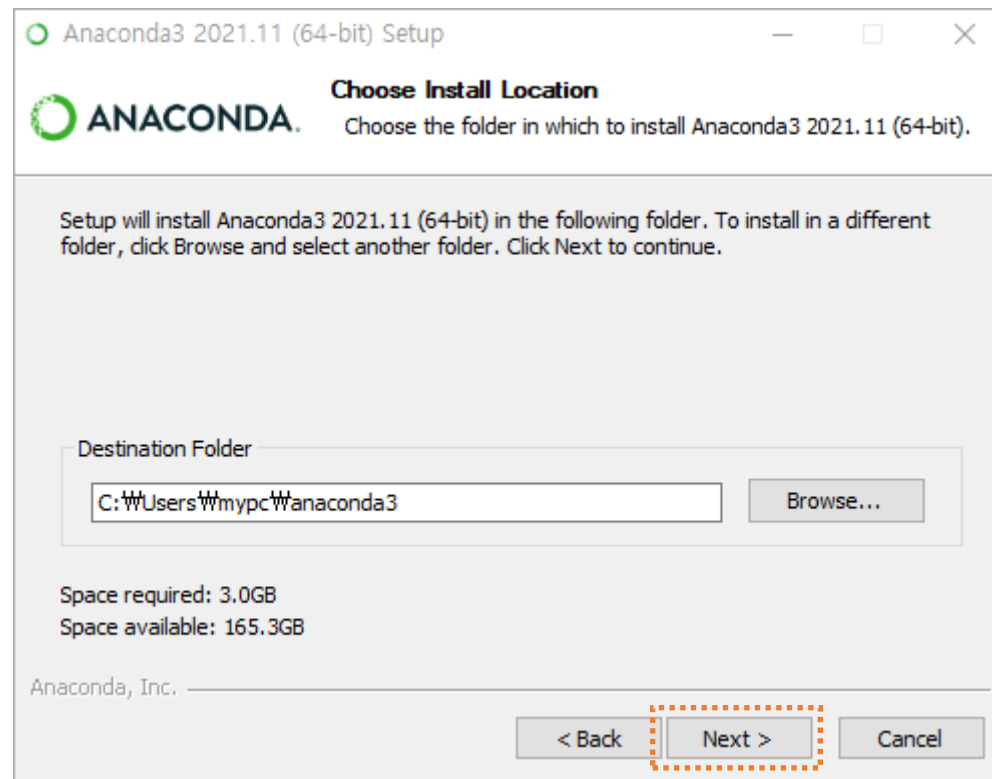 Anaconda3 2021.11 (64-bit) Setup
ANACONDA.
Choose Install Location
Choose the folder in which to install Anaconda3 2021.11 (64-bit).
Setup will install Anaconda3 2021.11 (64-bit) in the following folder. To install in a different
folder, click Browse and select another folder. Click Next to continue.
Destination Folder
C:₩Users₩mypc₩anaconda3
Browse...
Space required: 3.0GB
Space available: 165.3GB
Anaconda, Inc.
< Back
Next >
Cancel